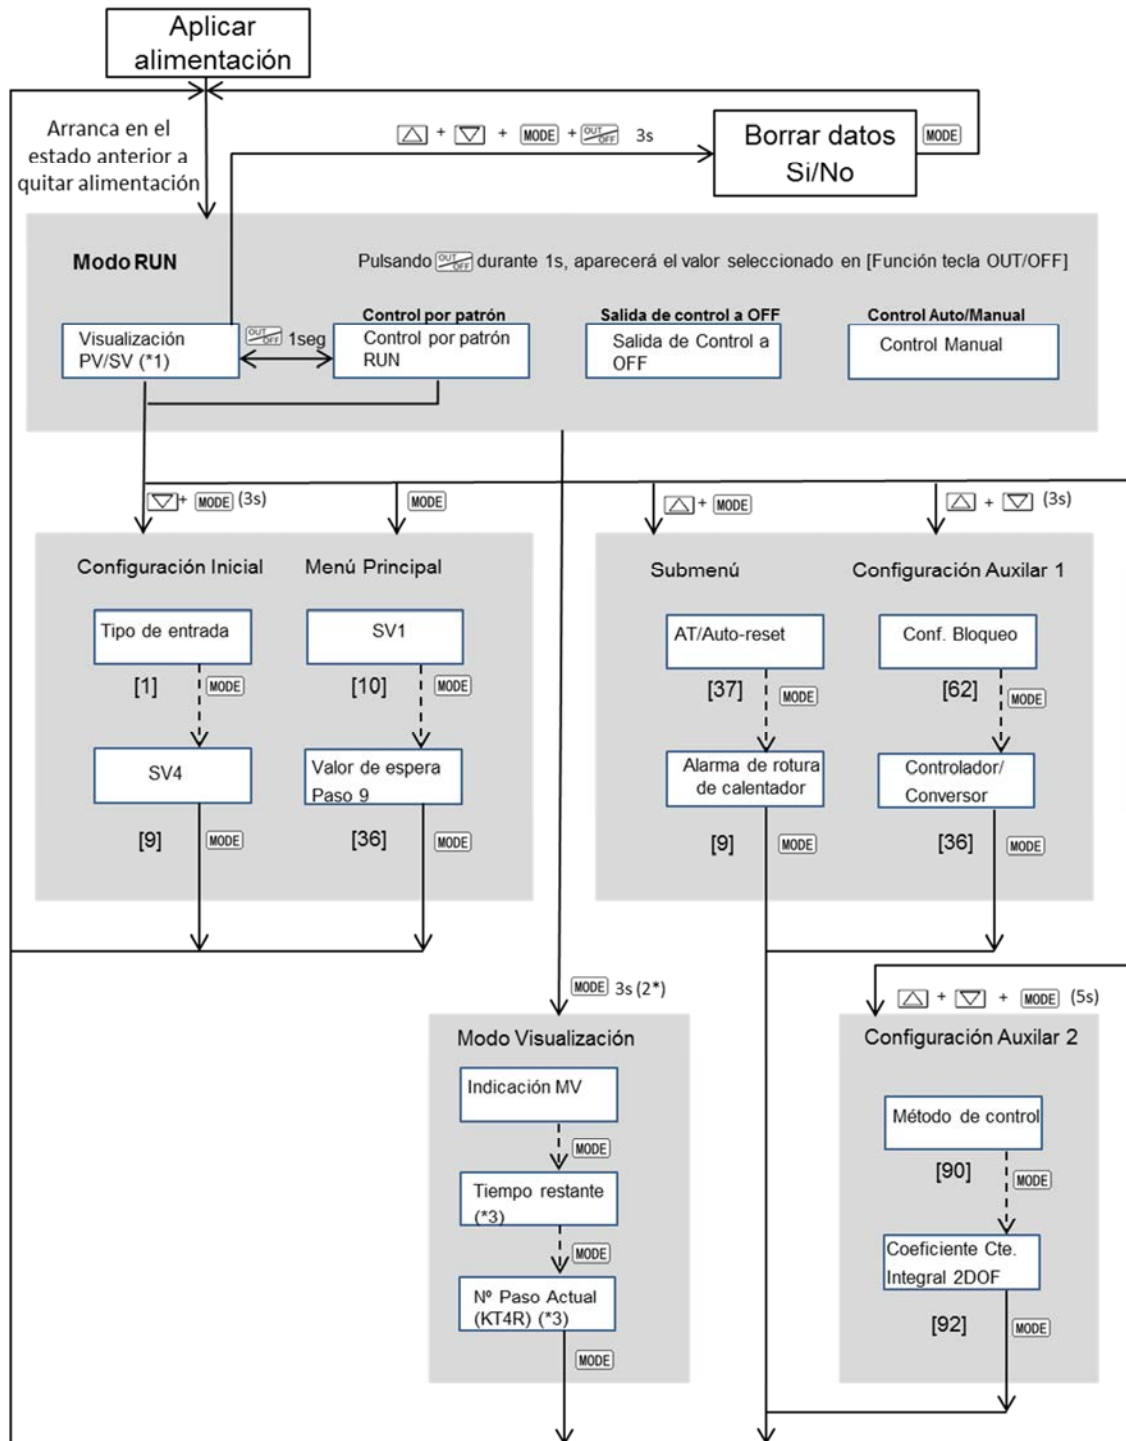 Aplicar
alimentación
Arranca en el
estado anterior a
quitar alimentación
+ + MODE + OUT/OFF 3s
Borrar datos
Si/No
MODE
Modo RUN
Pulsando OUT/OFF durante 1s, aparecerá el valor seleccionado en [Función tecla OUT/OFF]
Visualización
PV/SV (*1)
OUT/OFF 1seg
Control por patrón
Control por patrón
RUN
Salida de control a OFF
Salida de Control a
OFF
Control Auto/Manual
Control Manual
+ MODE (3s)
MODE
+ MODE
+ (3s)
Configuración Inicial
Tipo de entrada
[1] MODE
SV4
[9] MODE
Menú Principal
SV1
[10] MODE
Valor de espera
Paso 9
[36] MODE
Submenú
AT/Auto-reset
[37] MODE
Alarma de rotura
de calentador
[9] MODE
Configuración Auxilar 1
Conf. Bloqueo
[62] MODE
Controlador/
Conversor
[36] MODE
MODE 3s (2*)
Modo Visualización
Indicación MV
MODE
Tiempo restante
(*3)
MODE
Nº Paso Actual
(KT4R) (*3)
MODE
+ + MODE (5s)
Configuración Auxilar 2
Método de control
[90] MODE
Coeficiente Cte.
Integral 2DOF
[92] MODE